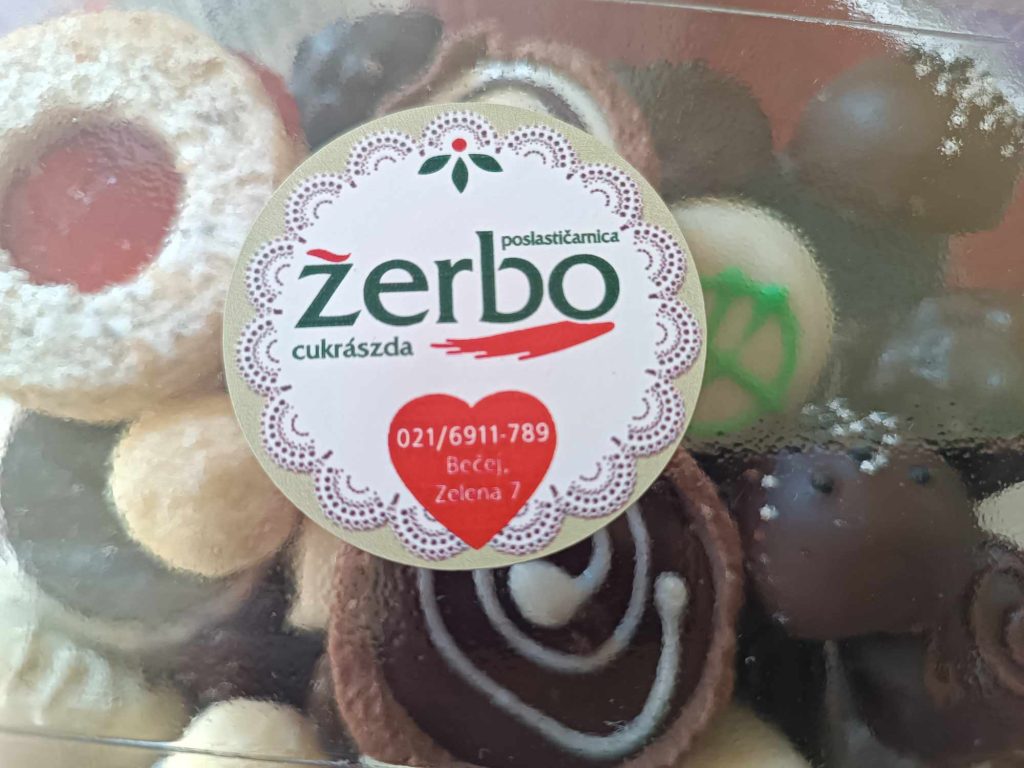 poslastičarnica
žerbo
cukrászda
021/6911-789
Bečej,
Zelena 7